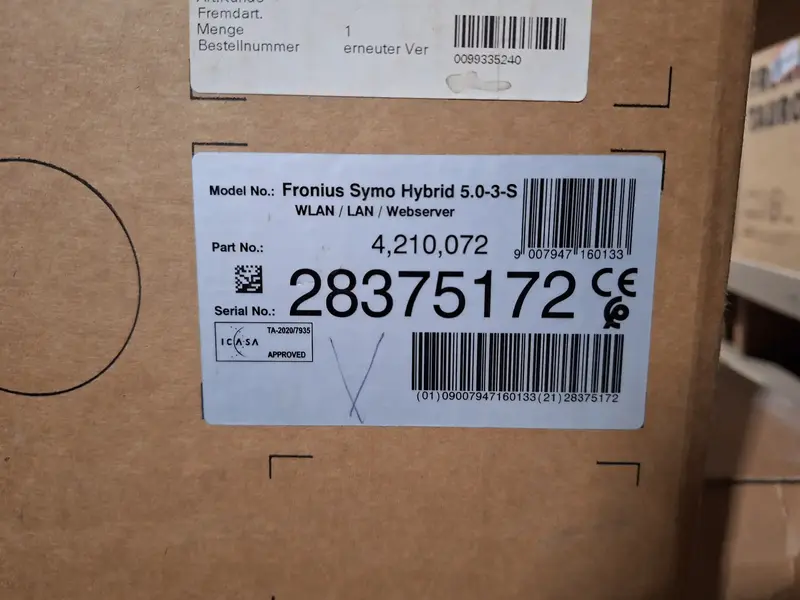 Fremdart.
Menge 1
Bestellnummer erneuter Ver
0099335240
Model No.: Fronius Symo Hybrid 5.0-3-S
WLAN / LAN / Webserver
Part No.: 4,210,072
9 007947 160133
Serial No.: 28375172
CE
ICASA TA-2020/7935
APPROVED
(01)09007947160133(21)28375172